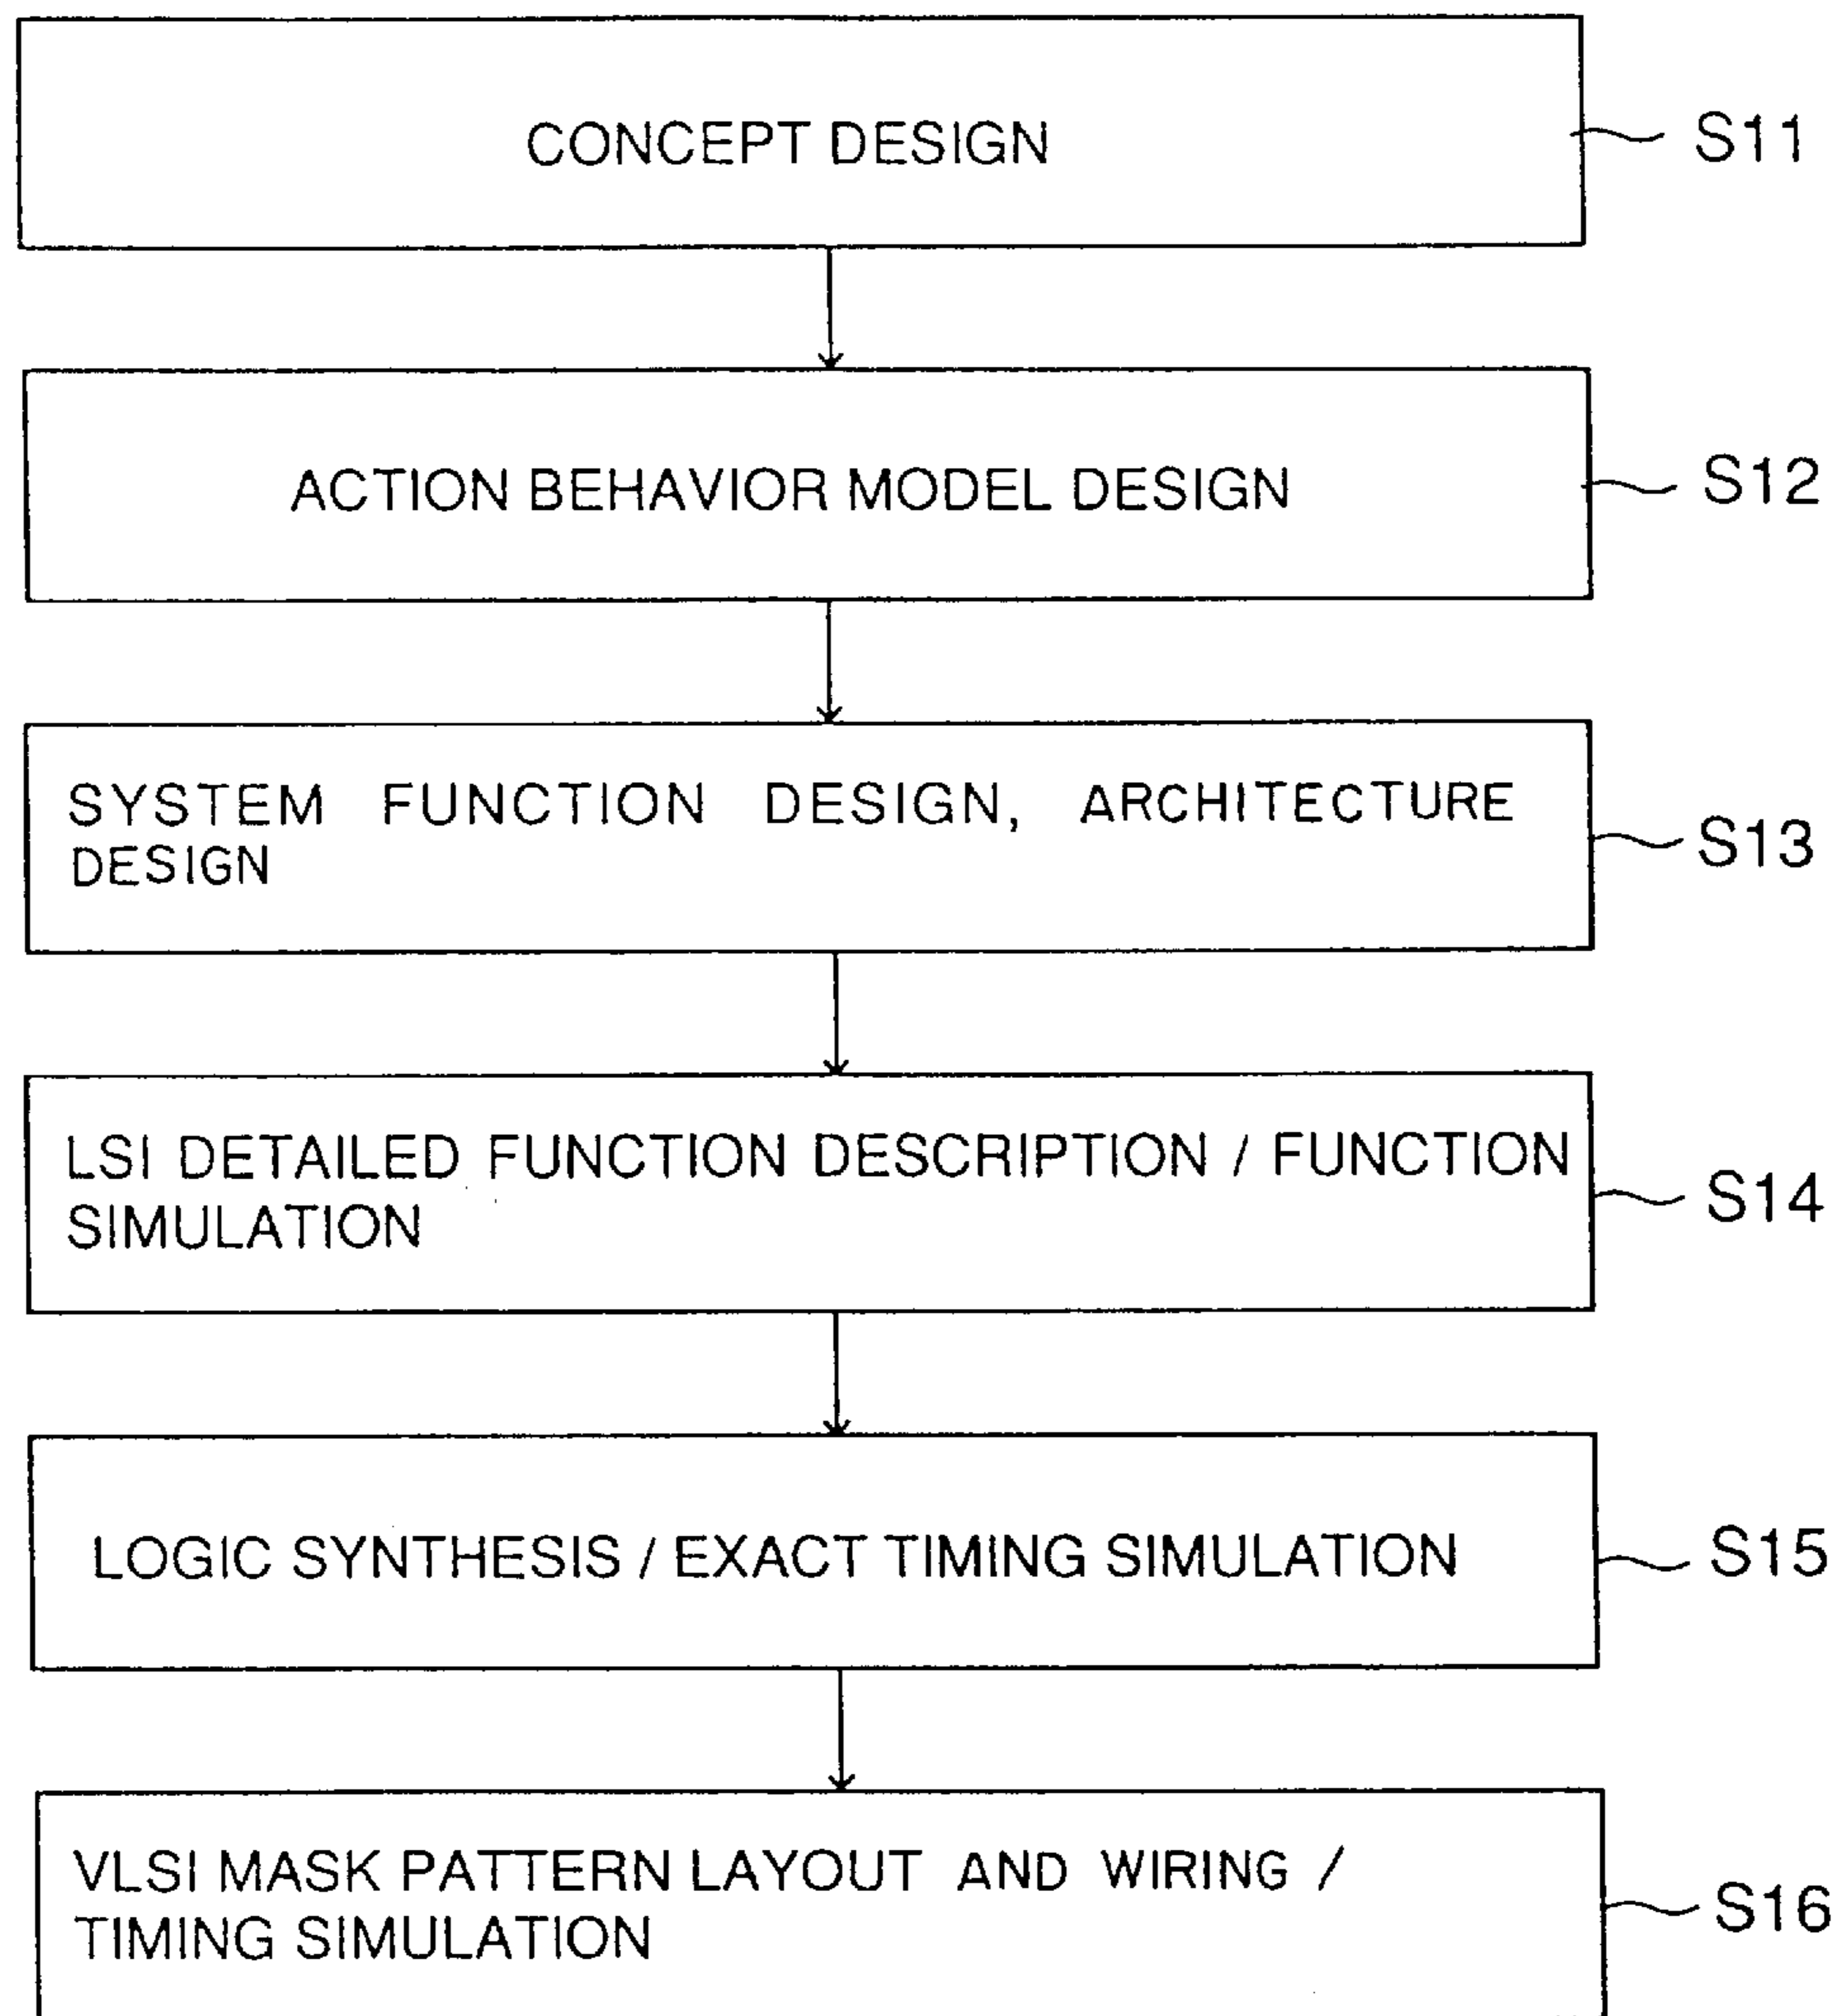 CONCEPT DESIGN
S11
ACTION BEHAVIOR MODEL DESIGN
S12
SYSTEM FUNCTION DESIGN, ARCHITECTURE
DESIGN
S13
LSI DETAILED FUNCTION DESCRIPTION / FUNCTION
SIMULATION
S14
LOGIC SYNTHESIS / EXACT TIMING SIMULATION
S15
VLSI MASK PATTERN LAYOUT AND WIRING /
TIMING SIMULATION
S16